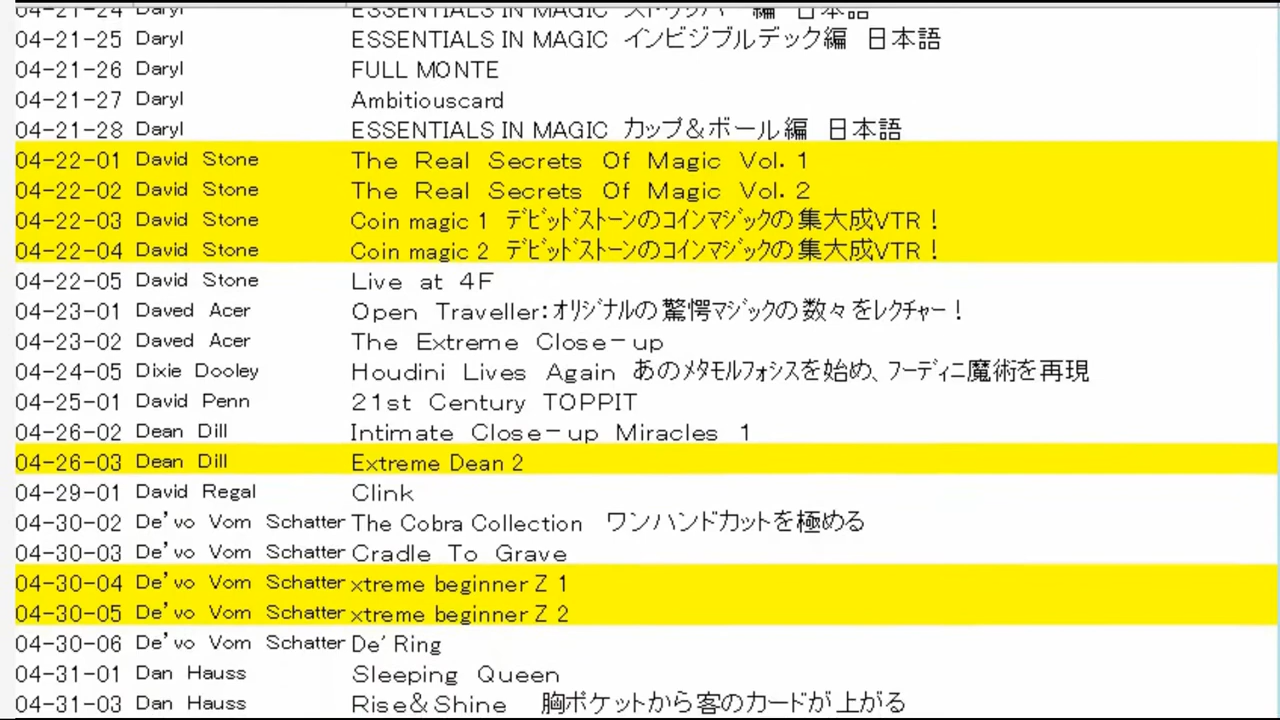 04-21-24 Daryl ESSENTIALS IN MAGIC 編 日本語
04-21-25 Daryl ESSENTIALS IN MAGIC インビジブルデック編 日本語
04-21-26 Daryl FULL MONTE
04-21-27 Daryl Ambitiouscard
04-21-28 Daryl ESSENTIALS IN MAGIC カップ＆ボール編 日本語
04-22-01 David Stone The Real Secrets Of Magic Vol. 1
04-22-02 David Stone The Real Secrets Of Magic Vol. 2
04-22-03 David Stone Coin magic 1 ﾃﾞﾋﾞｯﾄﾞｽﾄｰﾝのｺｲﾝﾏｼﾞｯｸの集大成VTR！
04-22-04 David Stone Coin magic 2 ﾃﾞﾋﾞｯﾄﾞｽﾄｰﾝのｺｲﾝﾏｼﾞｯｸの集大成VTR！
04-22-05 David Stone Live at 4F
04-23-01 Daved Acer Open Traveller:ｵﾘｼﾞﾅﾙの驚愕ﾏｼﾞｯｸの数々をﾚｸﾁｬｰ！
04-23-02 Daved Acer The Extreme Close－up
04-24-05 Dixie Dooley Houdini Lives Again あのﾒﾀﾓﾙﾌｫｼｽを始め、ﾌｰﾃﾞｨﾆ魔術を再現
04-25-01 David Penn 21st Century TOPPIT
04-26-02 Dean Dill Intimate Close－up Miracles 1
04-26-03 Dean Dill Extreme Dean 2
04-29-01 David Regal Clink
04-30-02 De’vo Vom Schatter The Cobra Collection ワンハンドカットを極める
04-30-03 De’vo Vom Schatter Cradle To Grave
04-30-04 De’vo Vom Schatter xtreme beginner Z 1
04-30-05 De’vo Vom Schatter xtreme beginner Z 2
04-30-06 De’vo Vom Schatter De' Ring
04-31-01 Dan Hauss Sleeping Queen
04-31-03 Dan Hauss Rise＆Shine 胸ポケットから客のカードが上がる